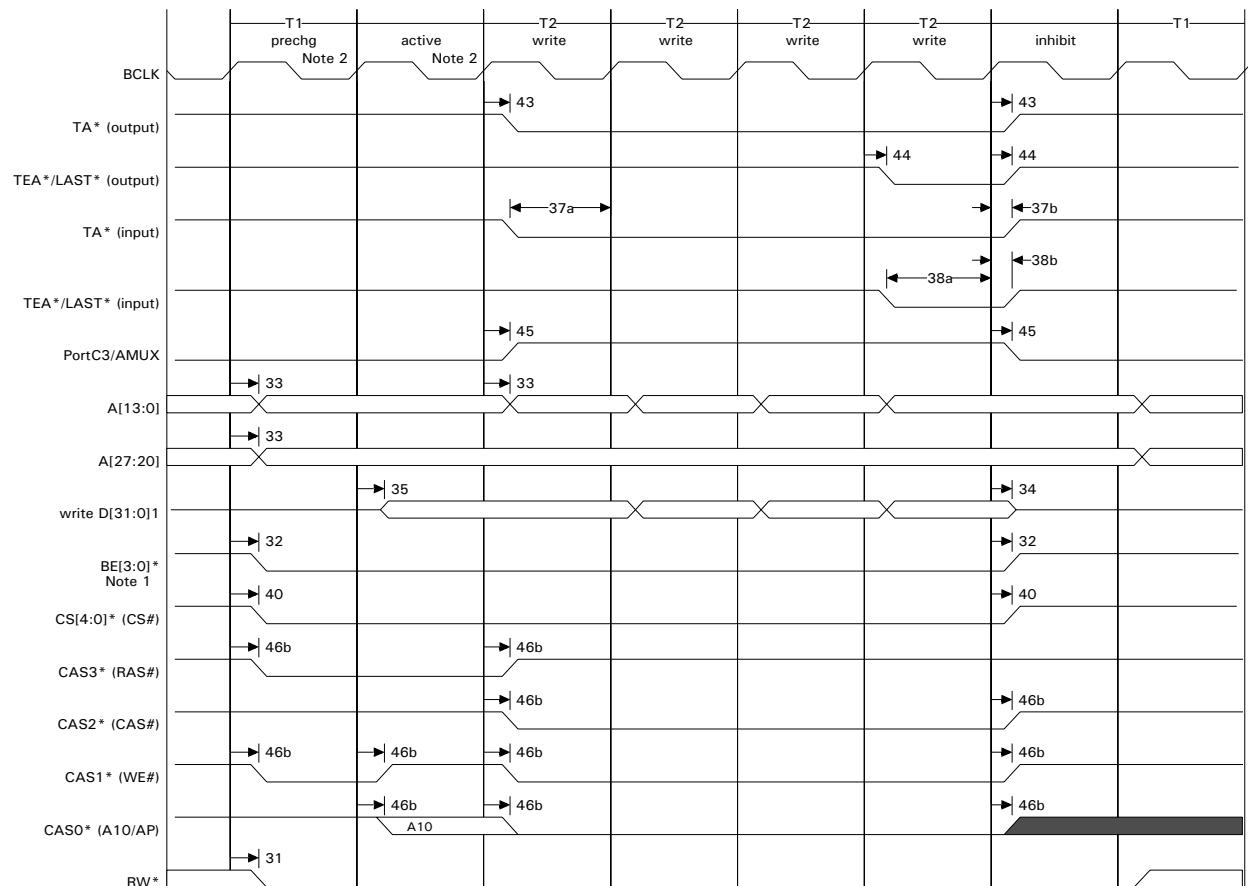 T1 T2 T2 T2 T2 T1
prechg active write write write write inhibit
Note 2 Note 2
BCLK
43 43
TA* (output)
44 44
TEA*/LAST* (output)
37a 37b
TA* (input)
38b
38a
TEA*/LAST* (input)
45 45
PortC3/AMUX
33 33
A[13:0]
33
A[27:20]
35 34
write D[31:0]1
32 32
BE[3:0]*
Note 1
40 40
CS[4:0]* (CS#)
46b 46b
CAS3* (RAS#)
46b 46b
CAS2* (CAS#)
46b 46b 46b 46b
CAS1* (WE#)
46b 46b 46b
CAS0* (A10/AP) A10
31
RW*